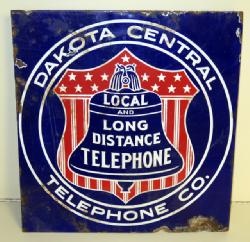 DAKOTA CENTRAL
LOCAL
AND
LONG
DISTANCE
TELEPHONE
TELEPHONE CO.